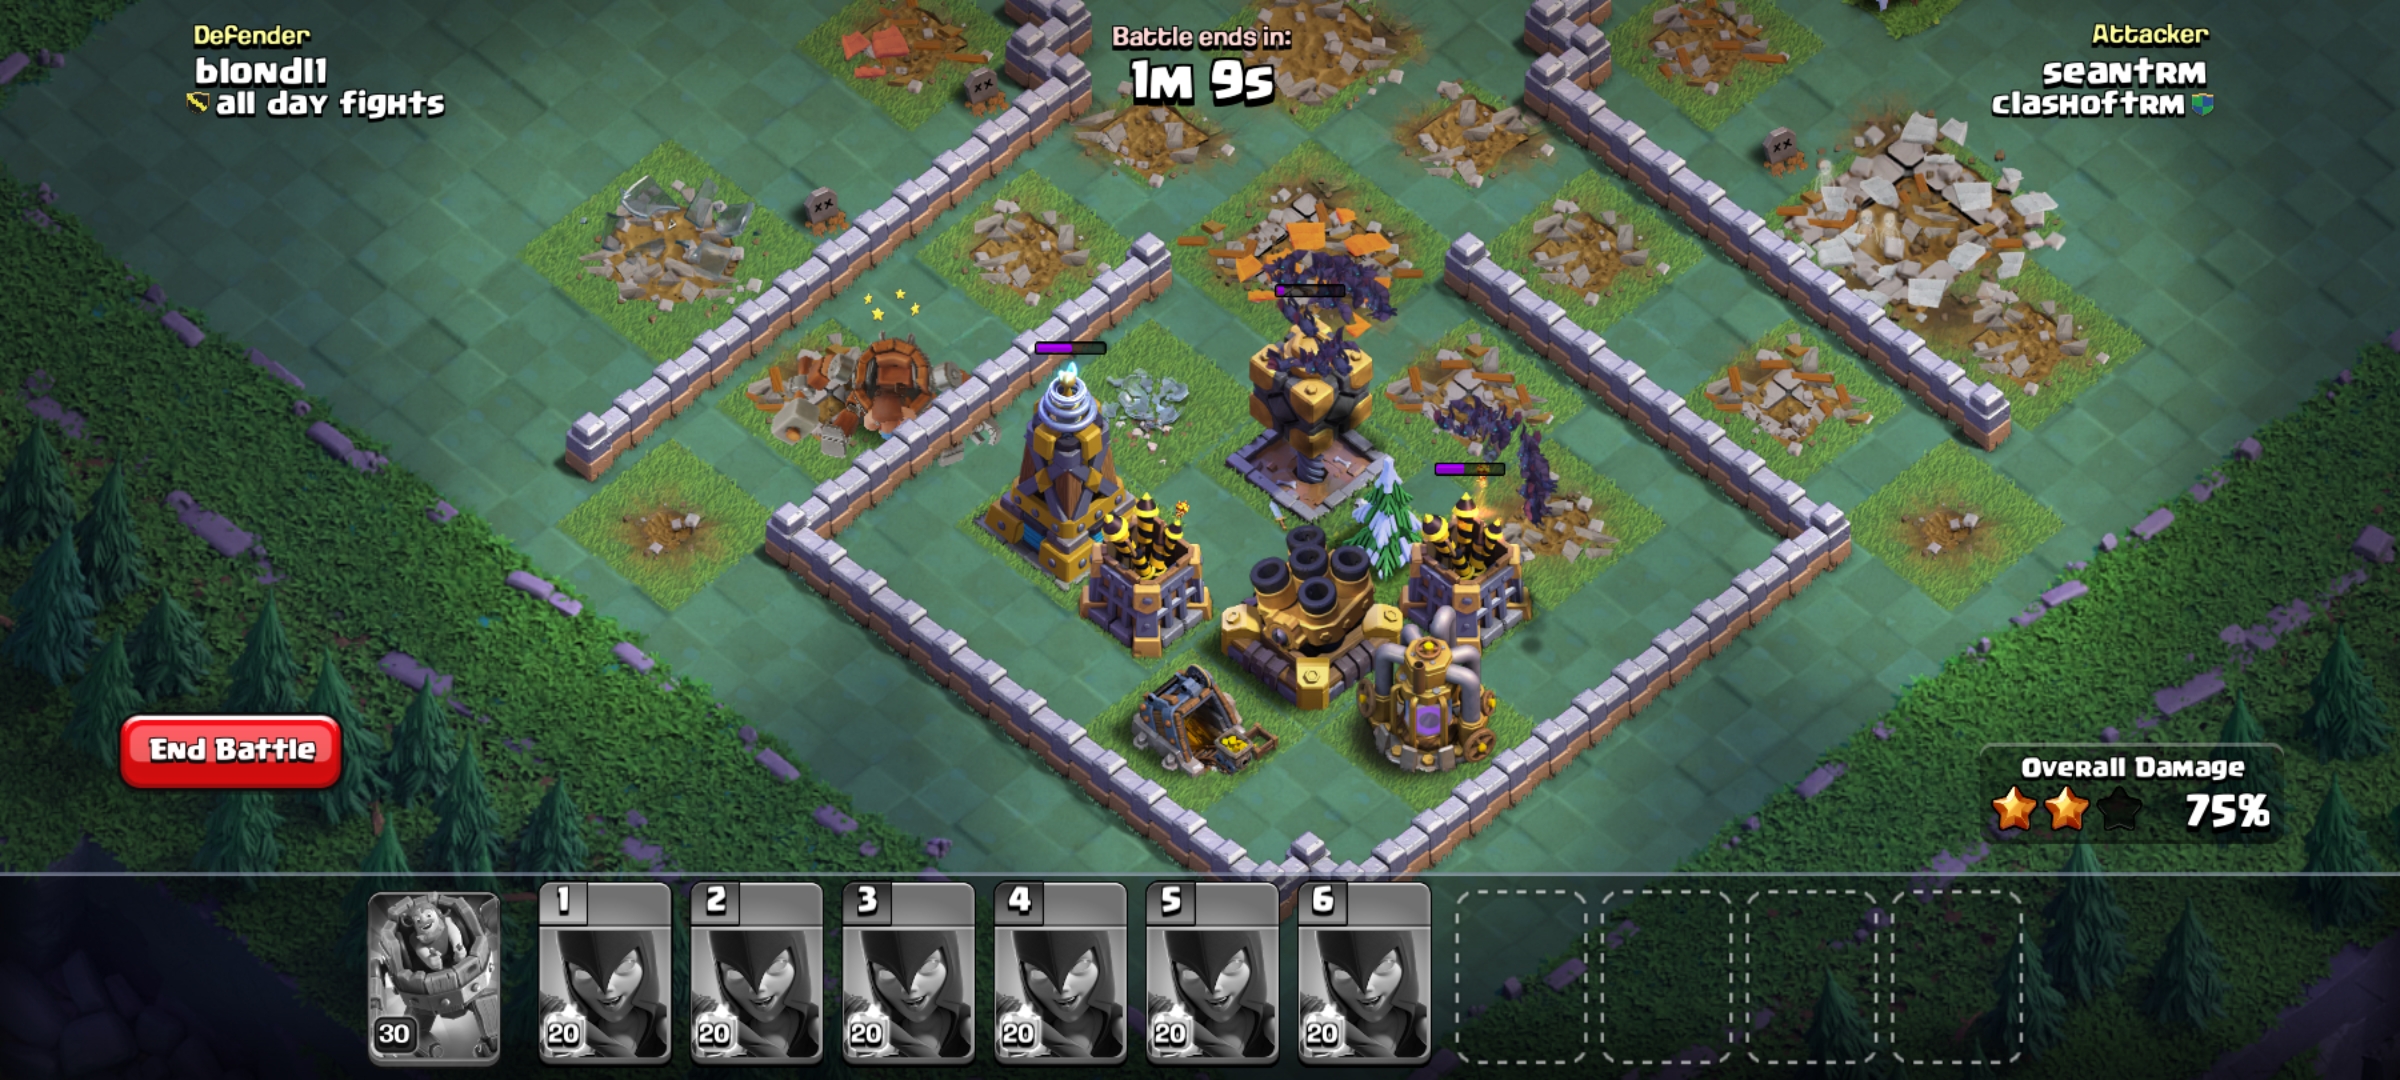 Defender
blondll
all day fights
Battle ends in:
1m 9s
Attacker
seantrm
clashoftrm
End Battle
Overall Damage
75%
30
1
20
2
20
3
20
4
20
5
20
6
20